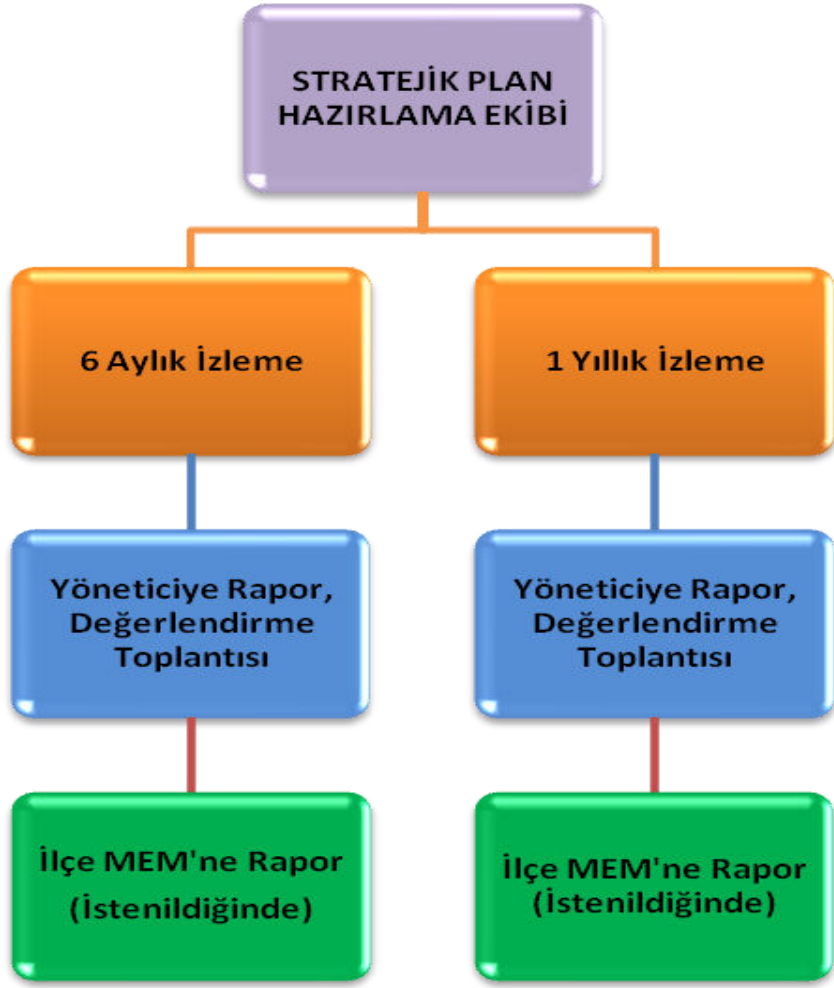 STRATEJİK PLAN
HAZIRLAMA EKİBİ
6 Aylık İzleme
1 Yıllık İzleme
Yöneticiye Rapor,
Değerlendirme
Toplantısı
Yöneticiye Rapor,
Değerlendirme
Toplantısı
İlçe MEM'ne Rapor
(İstenildiğinde)
İlçe MEM'ne Rapor
(İstenildiğinde)